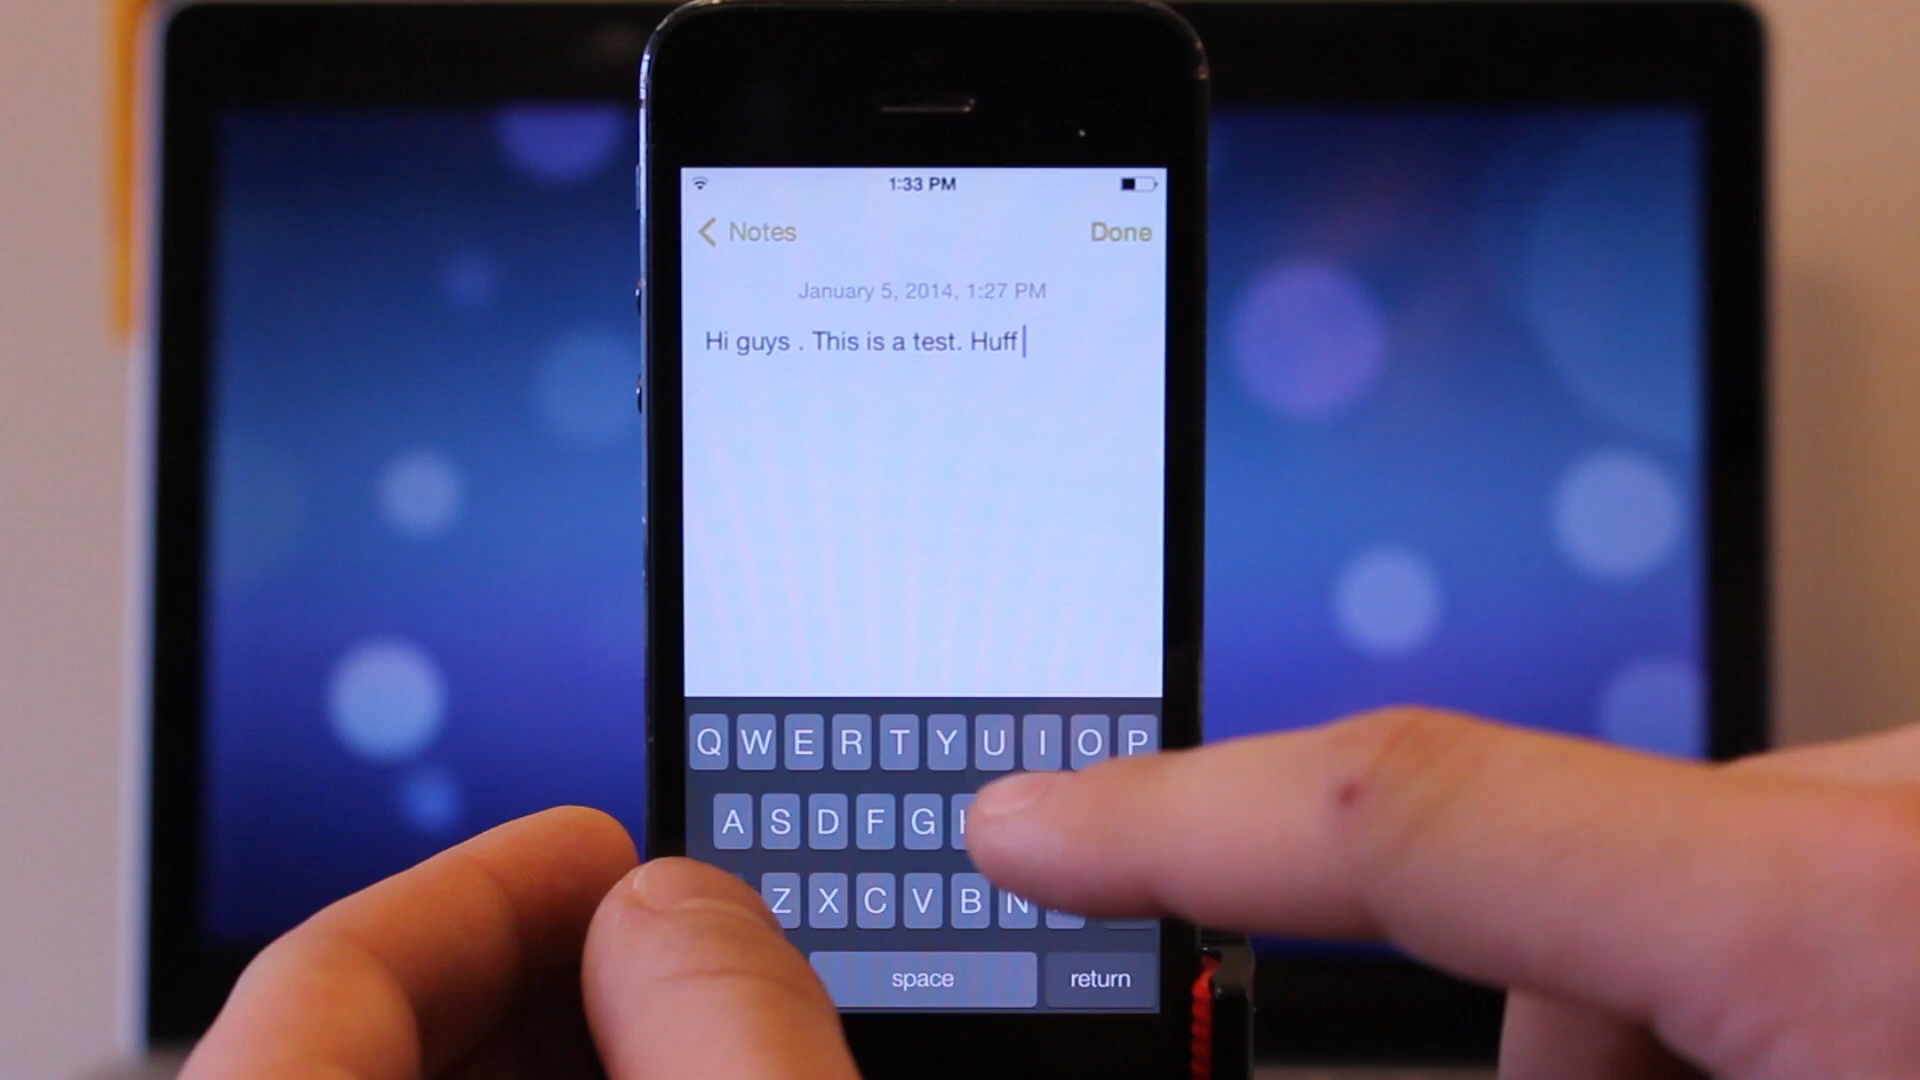 1:33 PM
Notes Done
January 5, 2014, 1:27 PM
Hi guys . This is a test. Huff
Q W E R T Y U I O P
A S D F G
Z X C V B N
space return